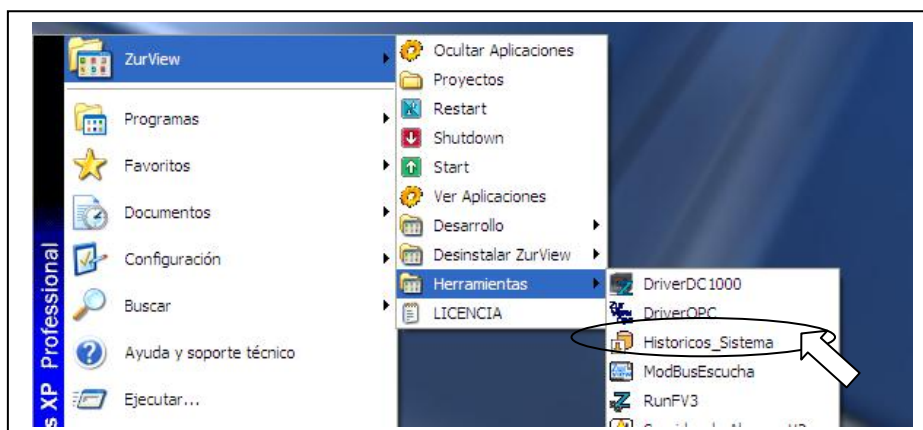 ZurView
Programas
Favoritos
Documentos
Configuración
Buscar
Ayuda y soporte técnico
Ejecutar...
s XP Professional
Ocultar Aplicaciones
Proyectos
Restart
Shutdown
Start
Ver Aplicaciones
Desarrollo
Desinstalar ZurView
Herramientas
LICENCIA
DriverDC1000
DriverOPC
Historicos_Sistema
ModBusEscucha
RunFV3